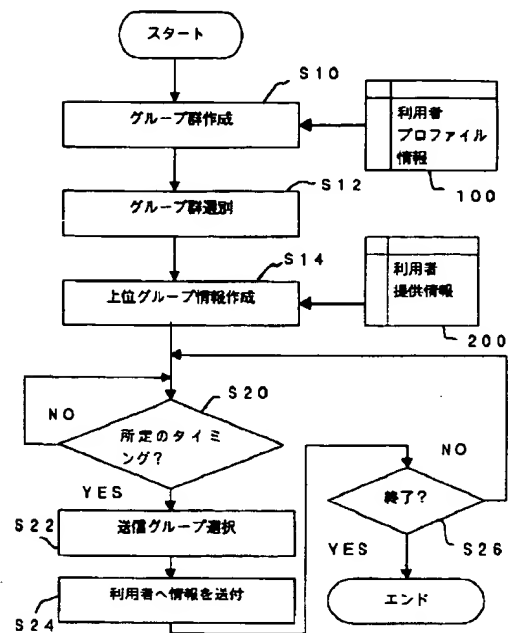 スタート
S10
グループ群作成
利用者
プロファイル
情報
100
S12
グループ群選別
S14
上位グループ情報作成
利用者
提供情報
200
S20
NO
所定のタイミ
ング?
YES
S22
送信グループ選択
S24
利用者へ情報を送付
NO
終了?
YES
S26
エンド